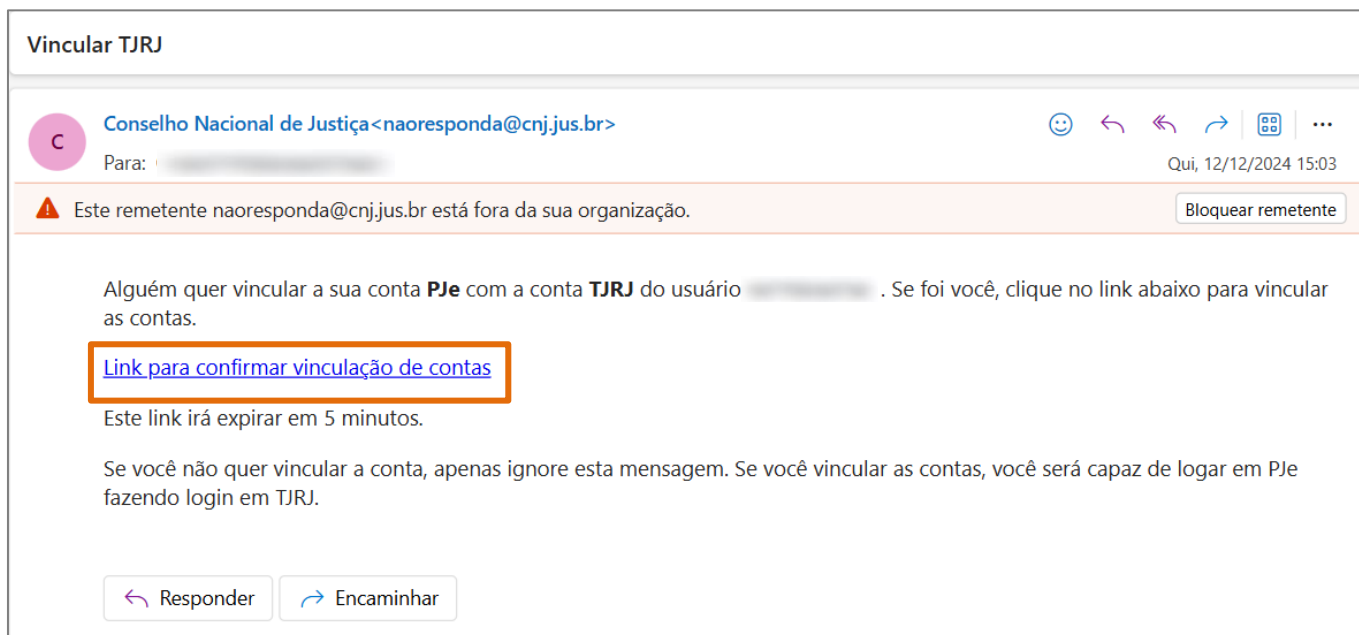 Vincular TJRJ
C
Conselho Nacional de Justiça<naoresponda@cnj.jus.br>
Para:
Qui, 12/12/2024 15:03
Este remetente naoresponda@cnj.jus.br está fora da sua organização.
Bloquear remetente
Alguém quer vincular a sua conta PJe com a conta TJRJ do usuário . Se foi você, clique no link abaixo para vincular
as contas.
Link para confirmar vinculação de contas
Este link irá expirar em 5 minutos.
Se você não quer vincular a conta, apenas ignore esta mensagem. Se você vincular as contas, você será capaz de logar em PJe
fazendo login em TJRJ.
Responder
Encaminhar